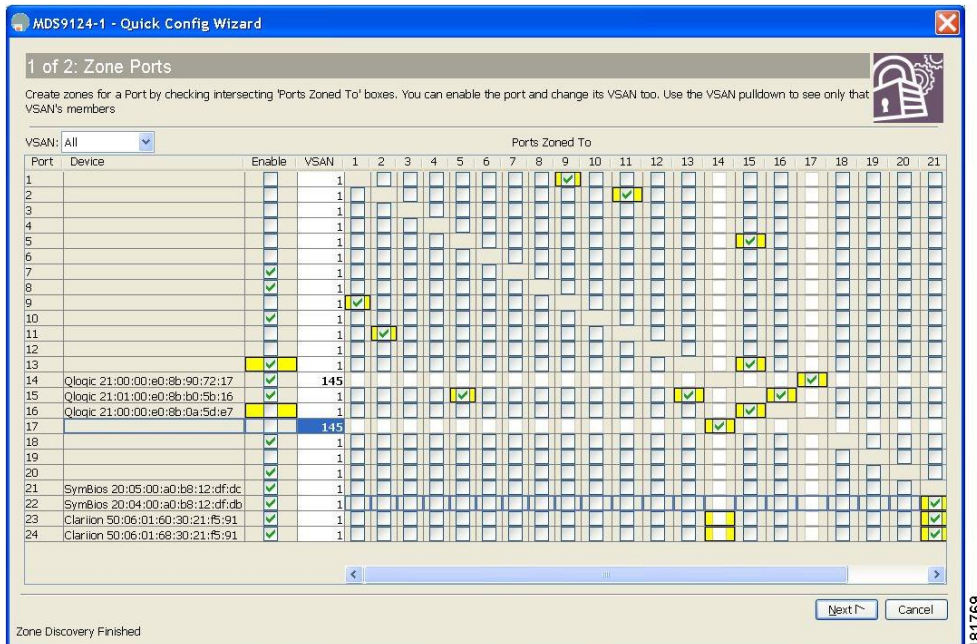 MDS9124-1 - Quick Config Wizard
1 of 2: Zone Ports
Create zones for a Port by checking intersecting 'Ports Zoned To' boxes. You can enable the port and change its VSAN too. Use the VSAN pulldown to see only that
VSAN's members
VSAN: All
Ports Zoned To
Port Device Enable VSAN 1 2 3 4 5 6 7 8 9 10 11 12 13 14 15 16 17 18 19 20 21
1 1
2 1
3 1
4 1
5 1
6 1
7 1
8 1
9 1
10 1
11 1
12 1
13 1
14 Qlogic 21:00:00:e0:8b:90:72:17 145
15 Qlogic 21:01:00:e0:8b:b0:5b:16 1
16 Qlogic 21:00:00:e0:8b:0a:5d:e7 1
17 145
18 1
19 1
20 1
21 SymBios 20:05:00:a0:b8:12:df:dc 1
22 SymBios 20:04:00:a0:b8:12:df:db 1
23 Clariion 50:06:01:60:30:21:f5:91 1
24 Clariion 50:06:01:68:30:21:f5:91 1
Next Cancel
Zone Discovery Finished